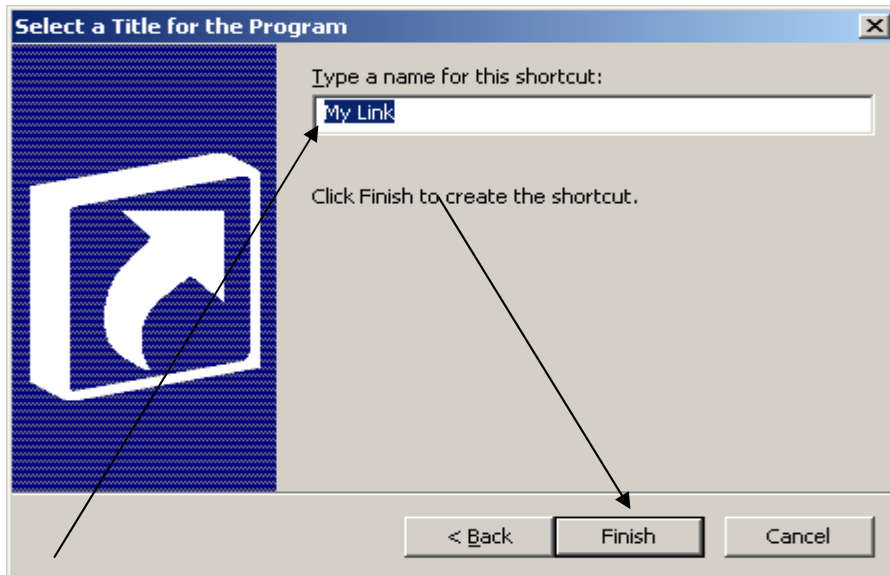 Select a Title for the Program
Type a name for this shortcut:
My Link
Click Finish to create the shortcut.
< Back
Finish
Cancel